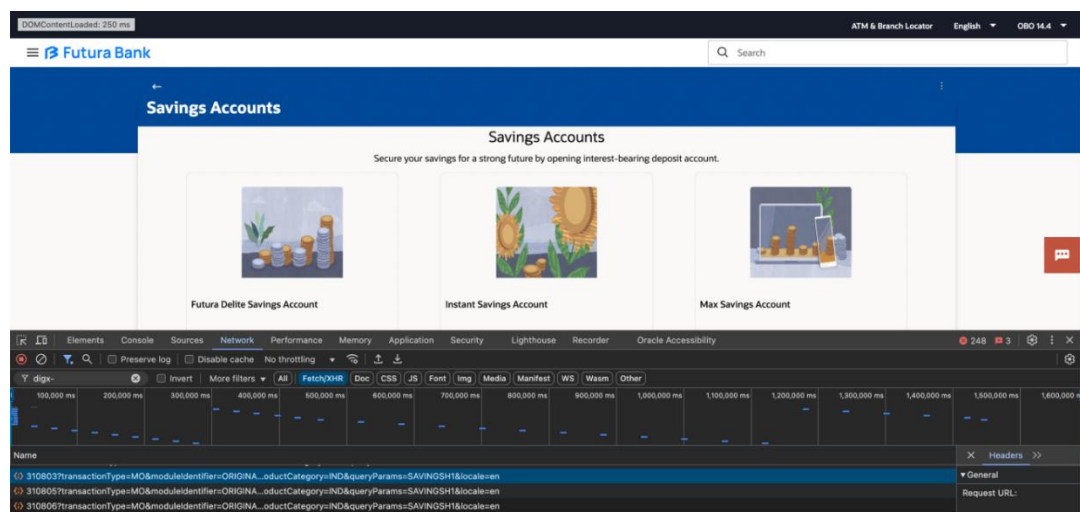 DOMContentLoaded: 250 ms
ATM & Branch Locator English OBO 14.4
Futura Bank
Search
Savings Accounts
Savings Accounts
Secure your savings for a strong future by opening interest-bearing deposit account.
Futura Delite Savings Account Instant Savings Account Max Savings Account
Elements Console Sources Network Performance Memory Application Security Lighthouse Recorder Oracle Accessibility 248 3
Preserve log Disable cache No throttling
digx- Invert More filters All Fetch/XHR Doc CSS JS Font Img Media Manifest WS Wasm Other
100,000 ms 200,000 ms 300,000 ms 400,000 ms 500,000 ms 600,000 ms 700,000 ms 800,000 ms 900,000 ms 1,000,000 ms 1,100,000 ms 1,200,000 ms 1,300,000 ms 1,400,000 ms 1,500,000 ms 1,600,000
Name Headers
310803?transactionType=MO&moduleIdentifier=ORIGINA...oductCategory=IND&queryParams=SAVINGSH1&locale=en
General
310805?transactionType=MO&moduleIdentifier=ORIGINA...oductCategory=IND&queryParams=SAVINGSH1&locale=en
Request URL:
310806?transactionType=MO&moduleIdentifier=ORIGINA...oductCategory=IND&queryParams=SAVINGSH1&locale=en